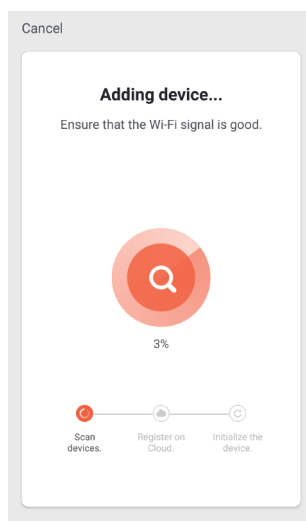 Cancel
Adding device...
Ensure that the Wi-Fi signal is good.
3%
Scan
devices.
Register on
Cloud.
Initialize the
device.